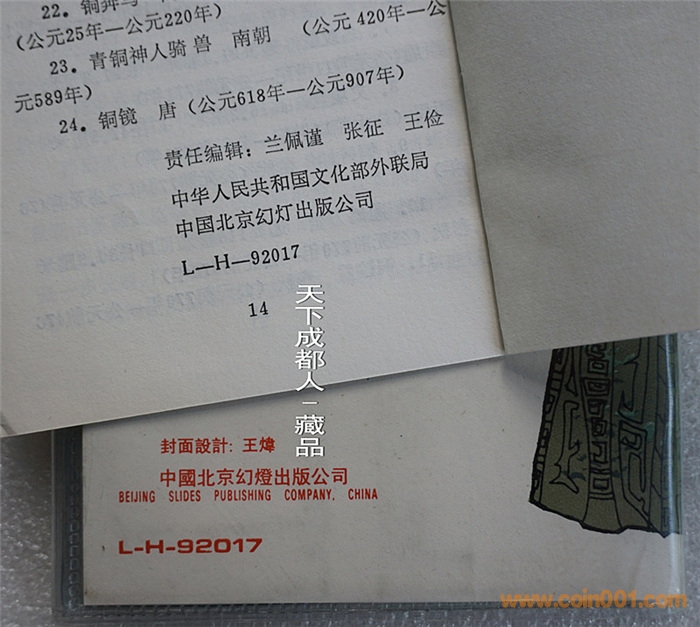 22. 铜奔马
(公元25年—公元220年)
23. 青铜神人骑兽 南朝 (公元420年—公
元589年)
24. 铜镜 唐 (公元618年—公元907年)
责任编辑: 兰佩谨 张征 王俭
中华人民共和国文化部外联局
中国北京幻灯出版公司
L—H—92017
14
天下成都人-藏品
封面設計: 王煒
中國北京幻燈出版公司
BEIJING SLIDES PUBLISHING COMPANY, CHINA
L-H-92017
www.coin001.com